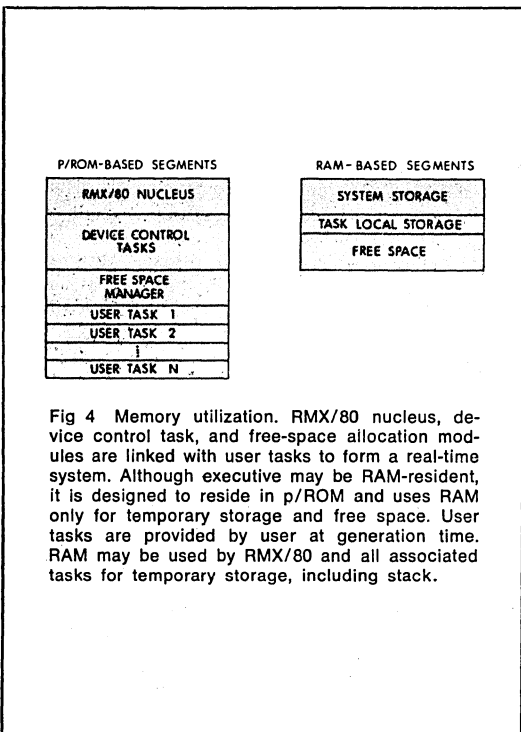 P/ROM-BASED SEGMENTS
RMX/80 NUCLEUS
DEVICE CONTROL
TASKS
FREE SPACE
MANAGER
USER TASK 1
USER TASK 2
⋮
USER TASK N
RAM-BASED SEGMENTS
SYSTEM STORAGE
TASK LOCAL STORAGE
FREE SPACE
Fig 4 Memory utilization. RMX/80 nucleus, de-
vice control task, and free-space allocation mod-
ules are linked with user tasks to form a real-time
system. Although executive may be RAM-resident,
it is designed to reside in p/ROM and uses RAM
only for temporary storage and free space. User
tasks are provided by user at generation time.
RAM may be used by RMX/80 and all associated
tasks for temporary storage, including stack.